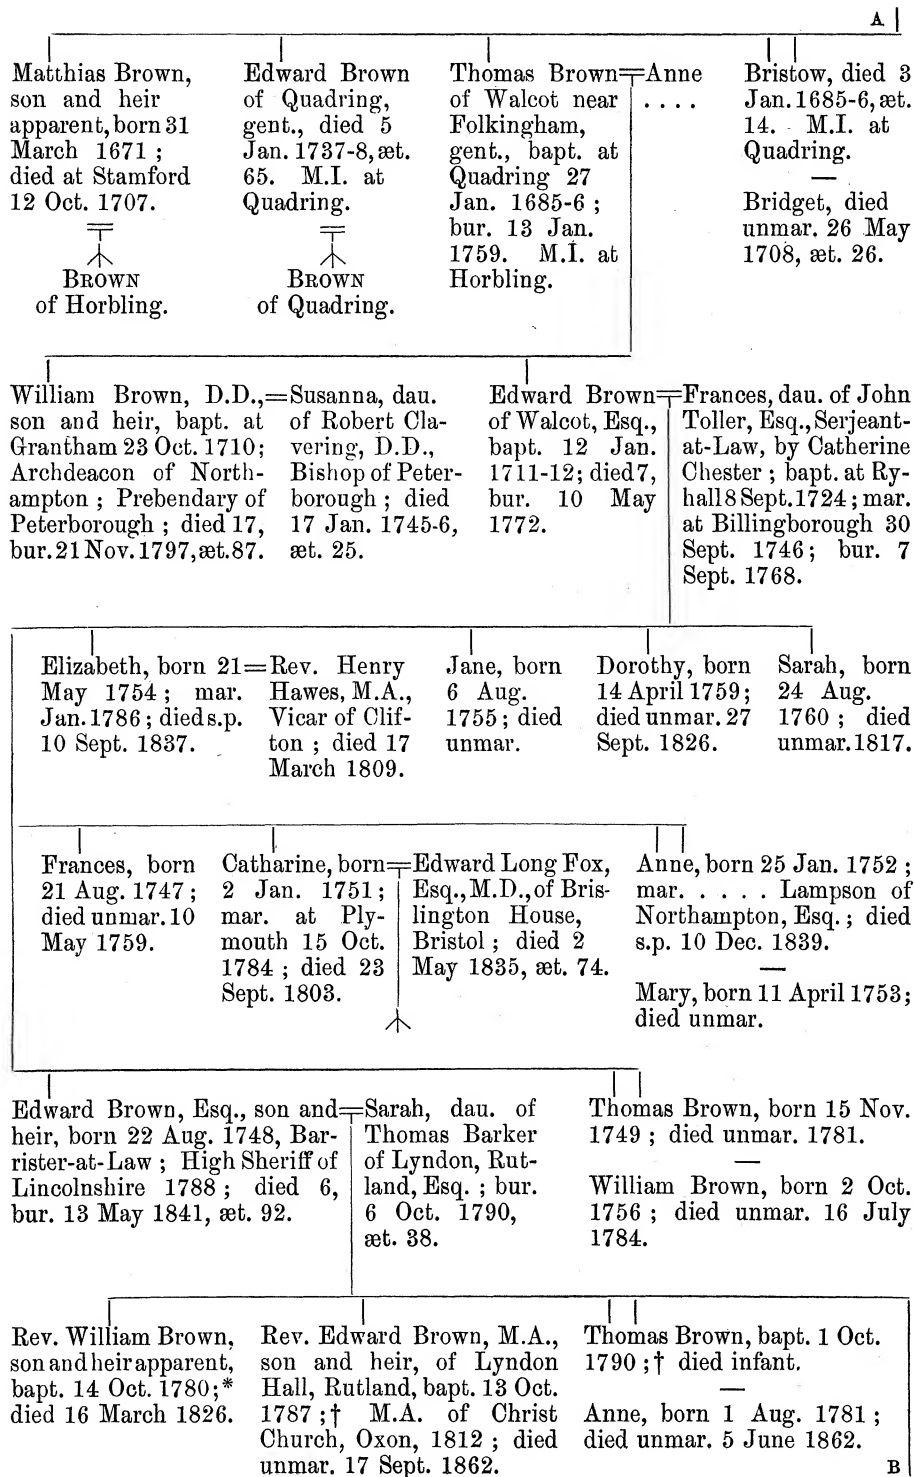 A
Matthias Brown,
son and heir
apparent, born 31
March 1671 ;
died at Stamford
12 Oct. 1707.
BROWN
of Horbling.
Edward Brown
of Quadring,
gent., died 5
Jan. 1737-8, æt.
65. M.I. at
Quadring.
BROWN
of Quadring.
Thomas Brown=Anne
of Walcot near . . . .
Folkingham,
gent., bapt. at
Quadring 27
Jan. 1685-6 ;
bur. 13 Jan.
1759. M.I. at
Horbling.
Bristow, died 3
Jan. 1685-6, æt.
14. M.I. at
Quadring.
—
Bridget, died
unmar. 26 May
1708, æt. 26.
William Brown, D.D.,=
son and heir, bapt. at
Grantham 23 Oct. 1710;
Archdeacon of North-
ampton ; Prebendary of
Peterborough ; died 17,
bur. 21 Nov. 1797, æt. 87.
Susanna, dau.
of Robert Cla-
vering, D.D.,
Bishop of Peter-
borough ; died
17 Jan. 1745-6,
æt. 25.
Edward Brown=
of Walcot, Esq.,
bapt. 12 Jan.
1711-12; died 7,
bur. 10 May
1772.
Frances, dau. of John
Toller, Esq., Serjeant-
at-Law, by Catherine
Chester ; bapt. at Ry-
hall 8 Sept. 1724 ; mar.
at Billingborough 30
Sept. 1746 ; bur. 7
Sept. 1768.
Elizabeth, born 21=
May 1754 ; mar.
Jan. 1786 ; died s.p.
10 Sept. 1837.
Rev. Henry
Hawes, M.A.,
Vicar of Clif-
ton ; died 17
March 1809.
Jane, born
6 Aug.
1755 ; died
unmar.
Dorothy, born
14 April 1759;
died unmar. 27
Sept. 1826.
Sarah, born
24 Aug.
1760 ; died
unmar. 1817.
Frances, born
21 Aug. 1747 ;
died unmar. 10
May 1759.
Catharine, born=
2 Jan. 1751 ;
mar. at Ply-
mouth 15 Oct.
1784 ; died 23
Sept. 1803.
Edward Long Fox,
Esq., M.D., of Bris-
lington House,
Bristol ; died 2
May 1835, æt. 74.
Anne, born 25 Jan. 1752 ;
mar. . . . . Lampson of
Northampton, Esq. ; died
s.p. 10 Dec. 1839.
—
Mary, born 11 April 1753;
died unmar.
Edward Brown, Esq., son and=
heir, born 22 Aug. 1748, Bar-
rister-at-Law ; High Sheriff of
Lincolnshire 1788 ; died 6,
bur. 13 May 1841, æt. 92.
Sarah, dau. of
Thomas Barker
of Lyndon, Rut-
land, Esq. ; bur.
6 Oct. 1790,
æt. 38.
Thomas Brown, born 15 Nov.
1749 ; died unmar. 1781.
—
William Brown, born 2 Oct.
1756 ; died unmar. 16 July
1784.
Rev. William Brown,
son and heir apparent,
bapt. 14 Oct. 1780;*
died 16 March 1826.
Rev. Edward Brown, M.A.,
son and heir, of Lyndon
Hall, Rutland, bapt. 13 Oct.
1787 ;† M.A. of Christ
Church, Oxon, 1812 ; died
unmar. 17 Sept. 1862.
Thomas Brown, bapt. 1 Oct.
1790 ;† died infant.
—
Anne, born 1 Aug. 1781 ;
died unmar. 5 June 1862.
B